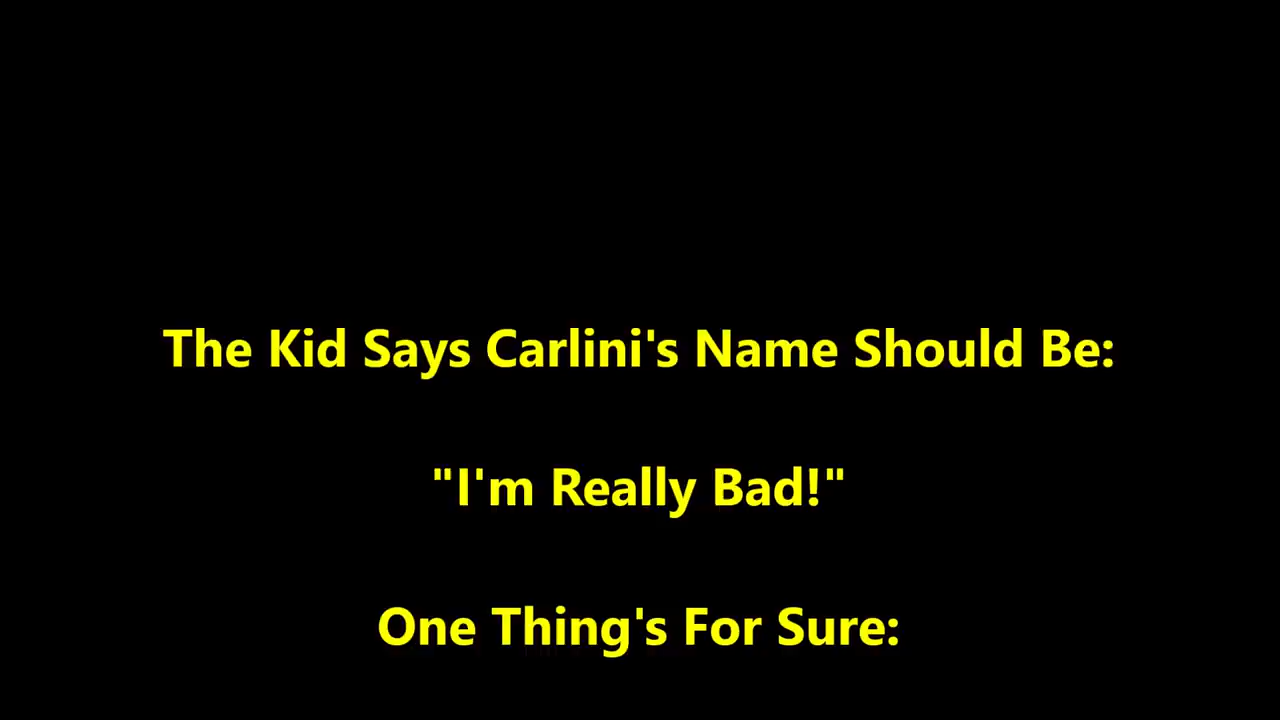 The Kid Says Carlini's Name Should Be:
"I'm Really Bad!"
One Thing's For Sure: